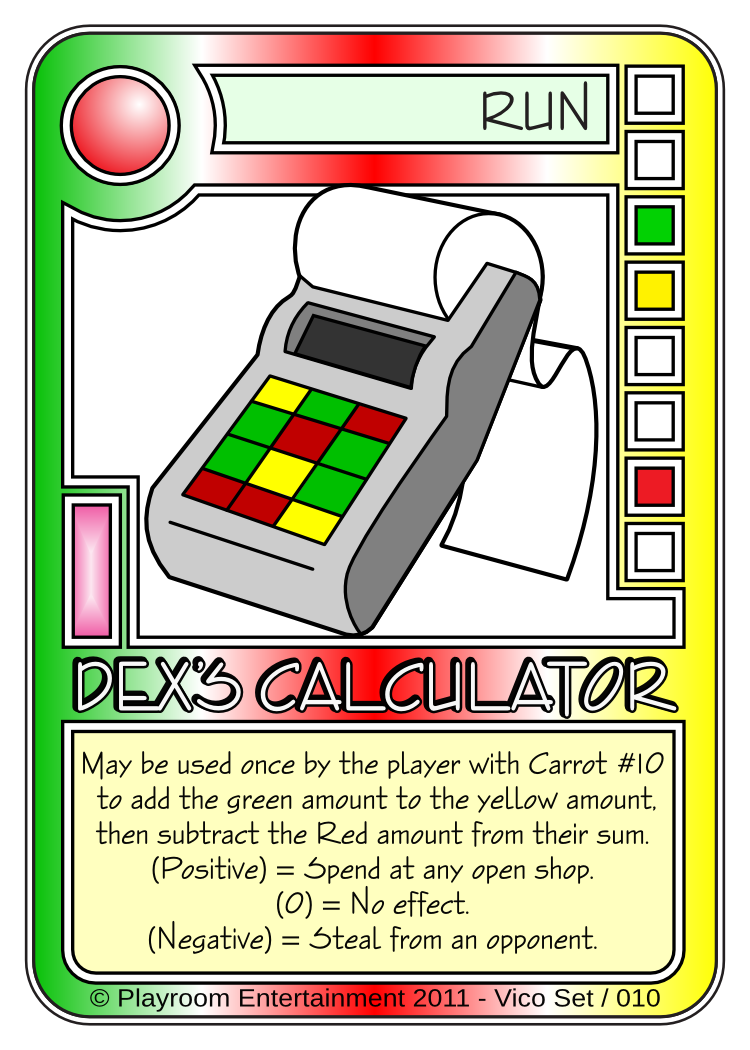 RUN
DEX'S CALCULATOR
May be used once by the player with Carrot #10
to add the green amount to the yellow amount,
then subtract the Red amount from their sum.
(Positive) = Spend at any open shop.
(0) = No effect.
(Negative) = Steal from an opponent.
© Playroom Entertainment 2011 - Vico Set / 010